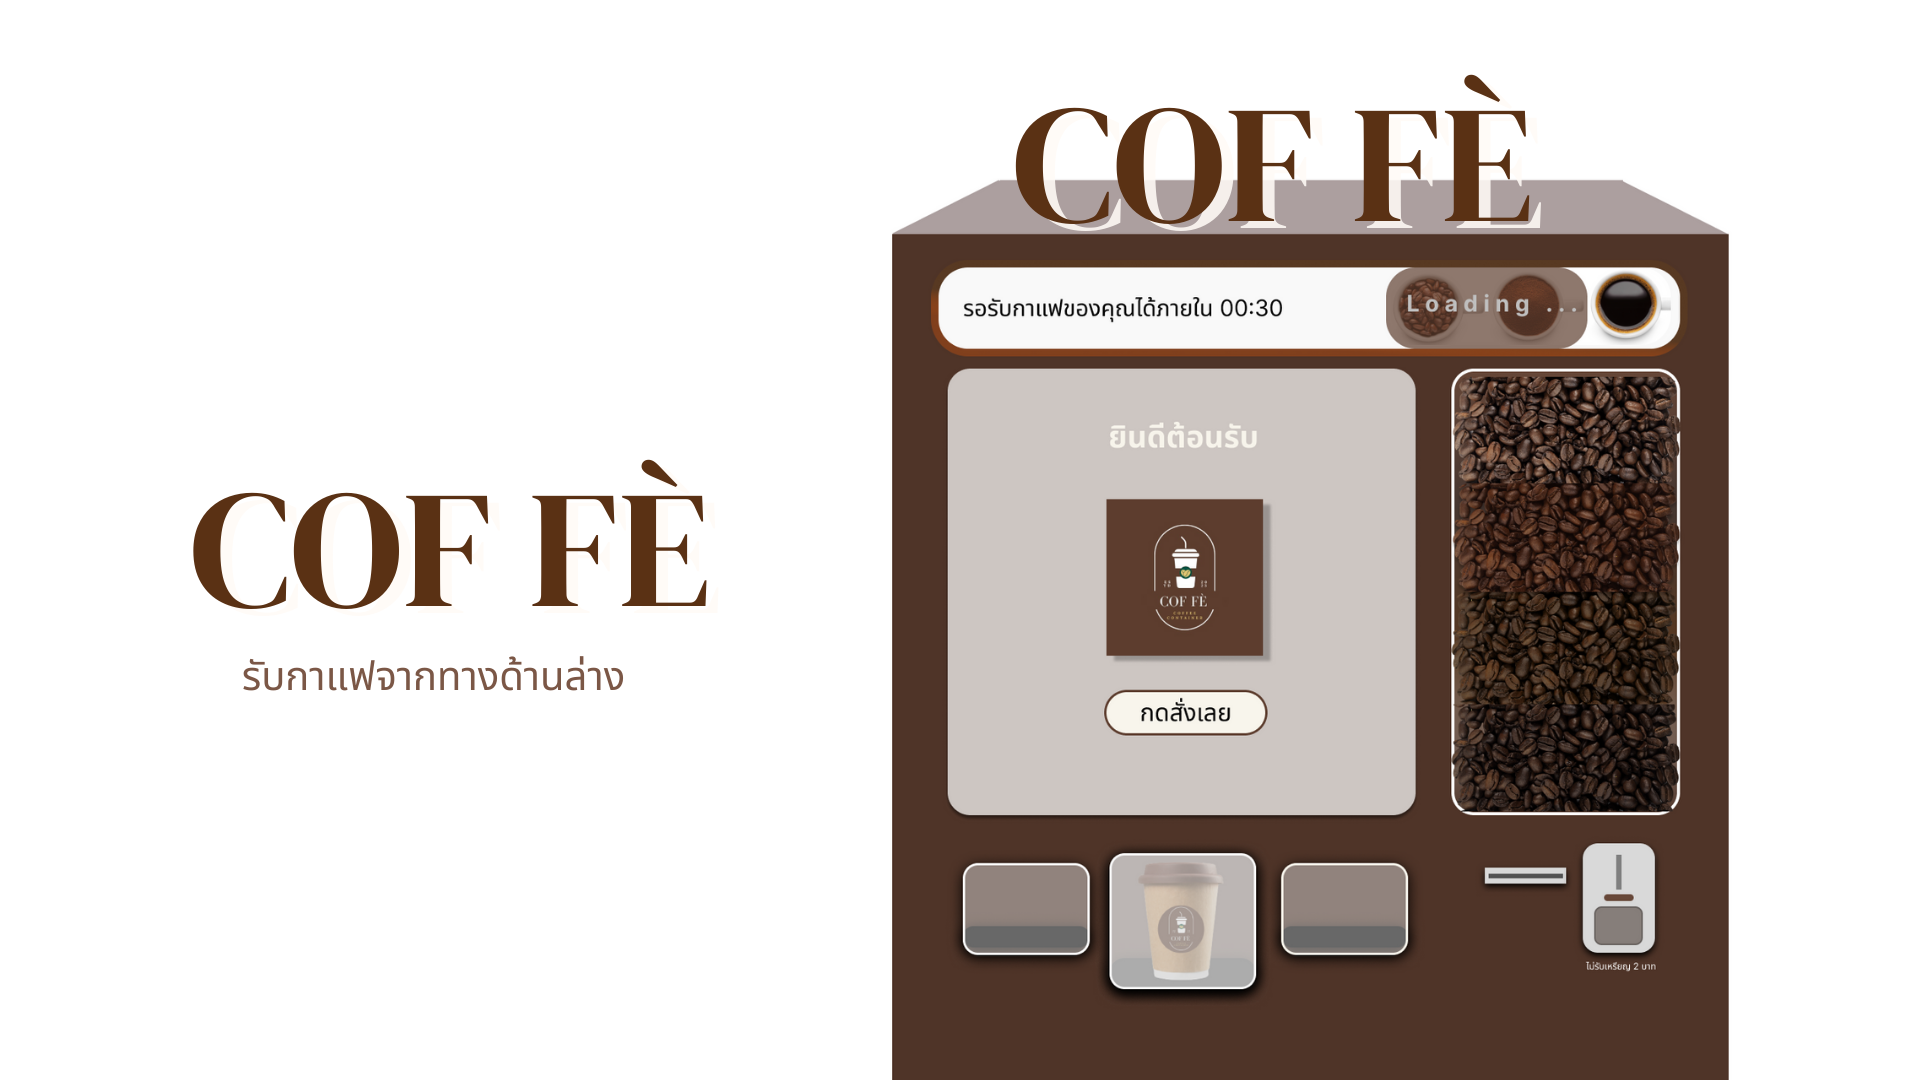 COF FÈ
รับกาแฟจากทางด้านล่าง
COF FÈ
รอรับกาแฟของคุณได้ภายใน 00:30
Loading ...
ยินดีต้อนรับ
COF FÈ
COFFEE
CONTAINER
กดสั่งเลย
COF FÈ
ไม่รับเหรียญ 2 บาท